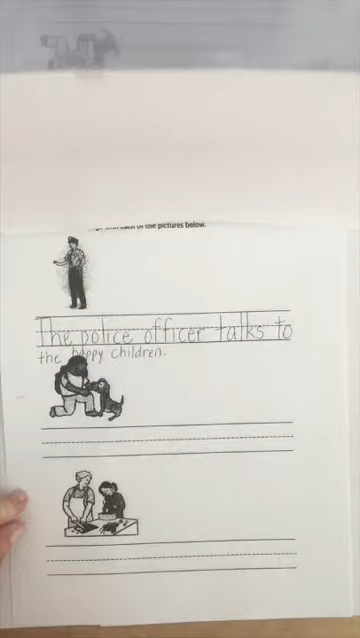 each of the pictures below.
The police officer talks to
the happy children.